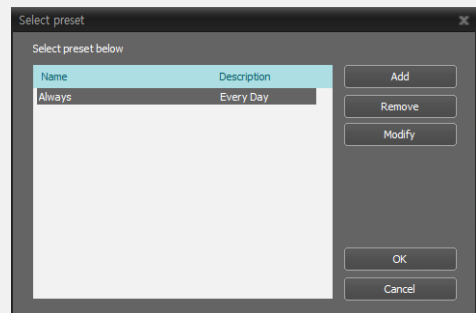 Select preset
Select preset below
Name Description
Always Every Day
Add
Remove
Modify
OK
Cancel